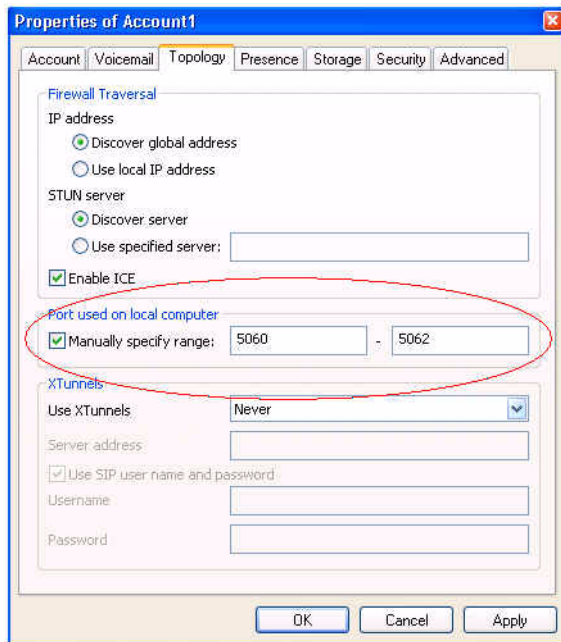 Properties of Account1
Account Voicemail Topology Presence Storage Security Advanced
Firewall Traversal
IP address
Discover global address
Use local IP address
STUN server
Discover server
Use specified server:
Enable ICE
Port used on local computer
Manually specify range: 5060 - 5062
XTunnels
Use XTunnels Never
Server address
Use SIP user name and password
Username
Password
OK Cancel Apply